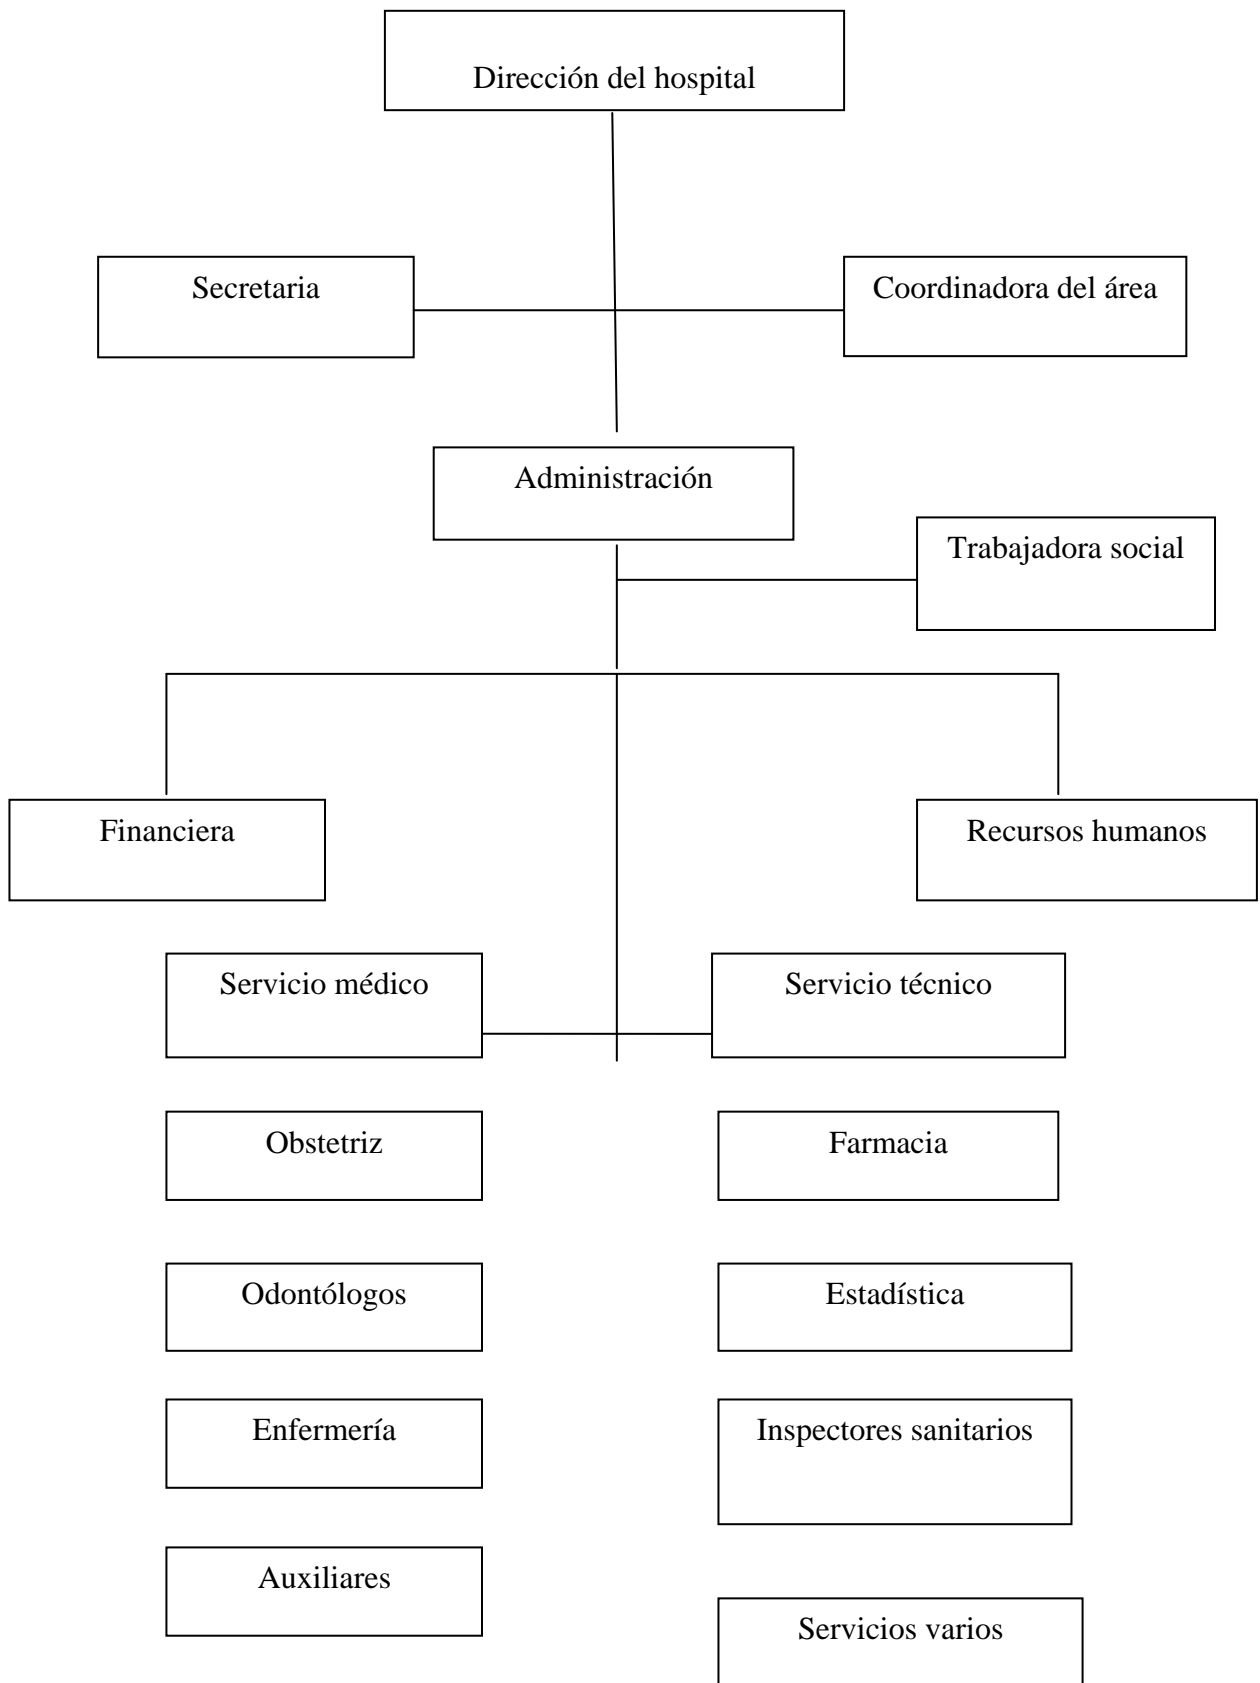 Dirección del hospital
Secretaria
Coordinadora del área
Administración
Trabajadora social
Financiera
Recursos humanos
Servicio médico
Servicio técnico
Obstetriz
Farmacia
Odontólogos
Estadística
Enfermería
Inspectores sanitarios
Auxiliares
Servicios varios